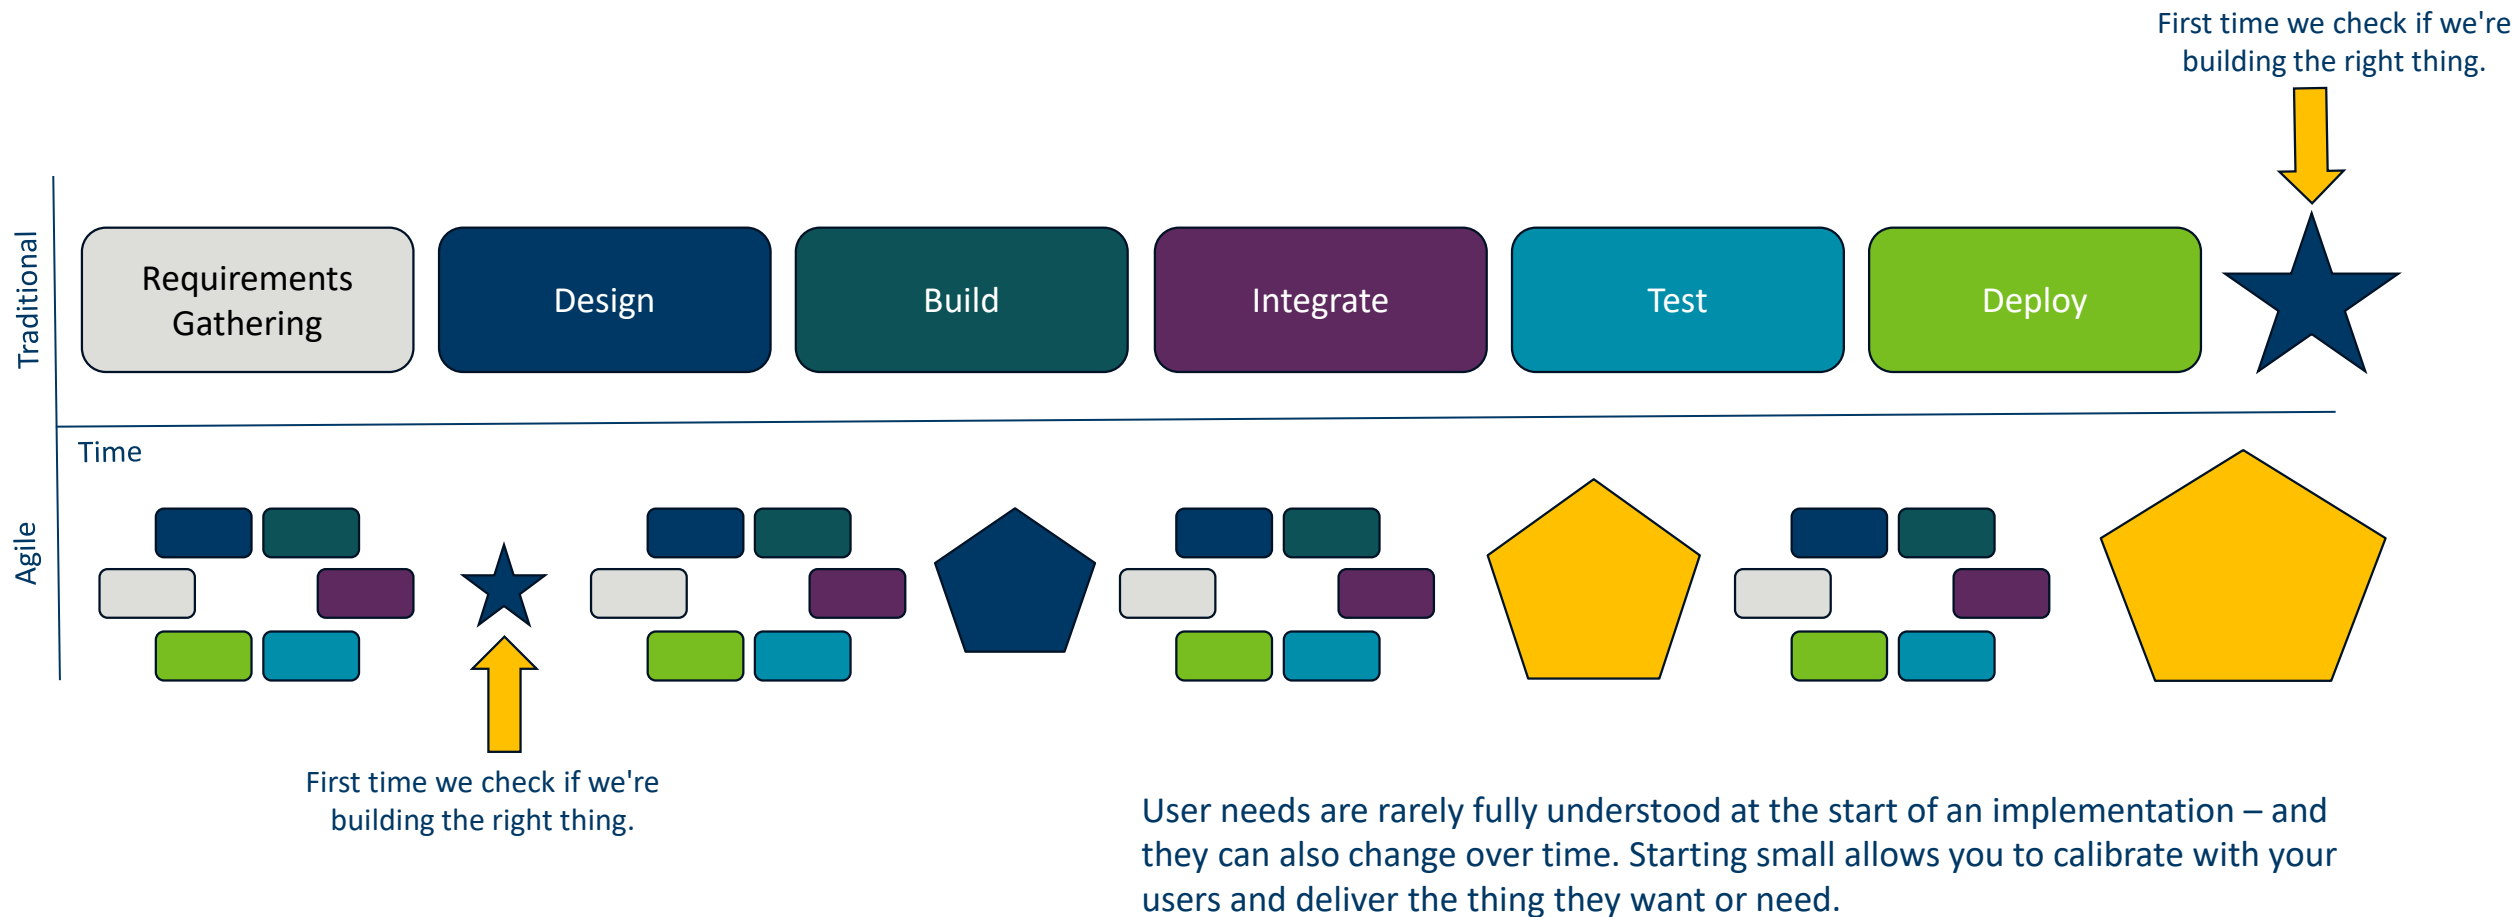 First time we check if we're
building the right thing.
Traditional
Requirements
Gathering
Design
Build
Integrate
Test
Deploy
Time
Agile
First time we check if we're
building the right thing.
User needs are rarely fully understood at the start of an implementation – and
they can also change over time. Starting small allows you to calibrate with your
users and deliver the thing they want or need.